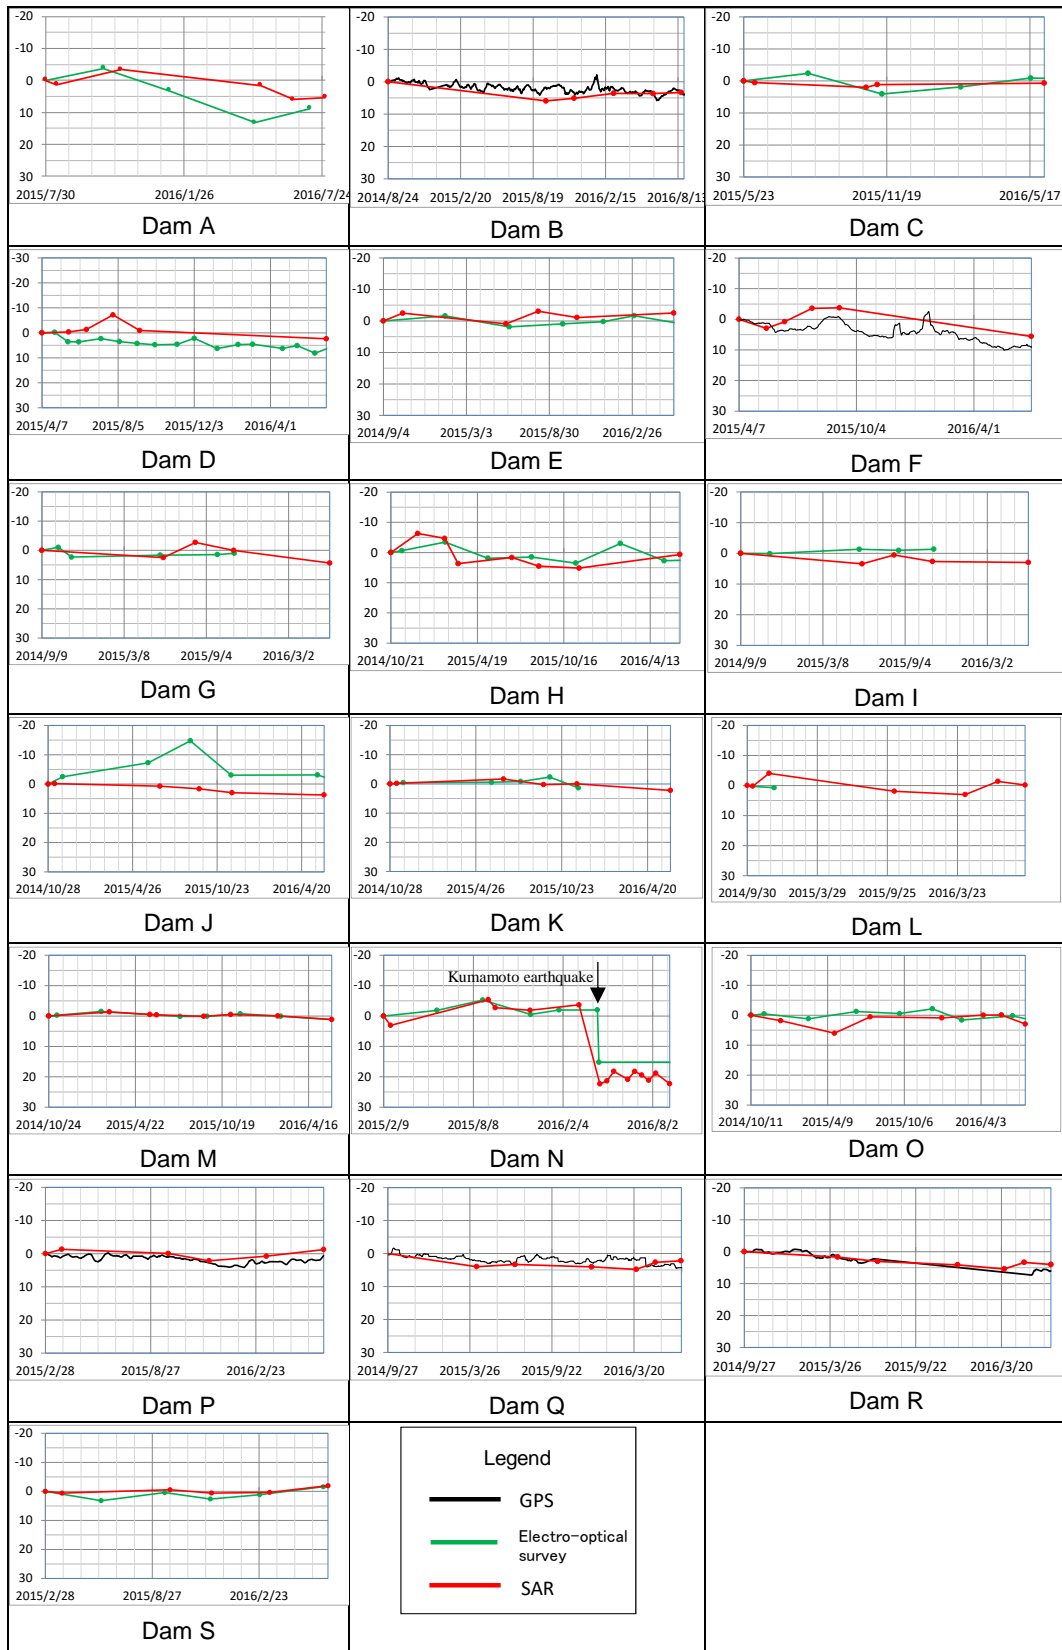 -20
0
10
20
30
2015/7/30 2016/1/26 2016/7/24
Dam A
-20
-10
0
10
20
30
2014/8/24 2015/2/20 2015/8/19 2016/2/15 2016/8/13
Dam B
-20
-10
0
10
20
30
2015/5/23 2015/11/19 2016/5/17
Dam C
-30
-20
-10
0
10
20
30
2015/4/7 2015/8/5 2015/12/3 2016/4/1
Dam D
-20
-10
0
10
20
30
2014/9/4 2015/3/3 2015/8/30 2016/2/26
Dam E
-20
-10
0
10
20
30
2015/4/7 2015/10/4 2016/4/1
Dam F
-20
-10
0
10
20
30
2014/9/9 2015/3/8 2015/9/4 2016/3/2
Dam G
-20
-10
0
10
20
30
2014/10/21 2015/4/19 2015/10/16 2016/4/13
Dam H
-20
-10
0
10
20
30
2014/9/9 2015/3/8 2015/9/4 2016/3/2
Dam I
-20
-10
0
10
20
30
2014/10/28 2015/4/26 2015/10/23 2016/4/20
Dam J
-20
-10
0
10
20
30
2014/10/28 2015/4/26 2015/10/23 2016/4/20
Dam K
-20
-10
0
10
20
30
2014/9/30 2015/3/29 2015/9/25 2016/3/23
Dam L
-20
-10
0
10
20
30
2014/10/24 2015/4/22 2015/10/19 2016/4/16
Dam M
-20
-10
0
10
20
30
Kumamoto earthquake
2015/2/9 2015/8/8 2016/2/4 2016/8/2
Dam N
-20
-10
0
10
20
30
2014/10/11 2015/4/9 2015/10/6 2016/4/3
Dam O
-20
-10
0
10
20
30
2015/2/28 2015/8/27 2016/2/23
Dam P
-20
-10
0
10
20
30
2014/9/27 2015/3/26 2015/9/22 2016/3/20
Dam Q
-20
-10
0
10
20
30
2014/9/27 2015/3/26 2015/9/22 2016/3/20
Dam R
-20
-10
0
10
20
30
2015/2/28 2015/8/27 2016/2/23
Dam S
Legend
GPS
Electro-optical
survey
SAR